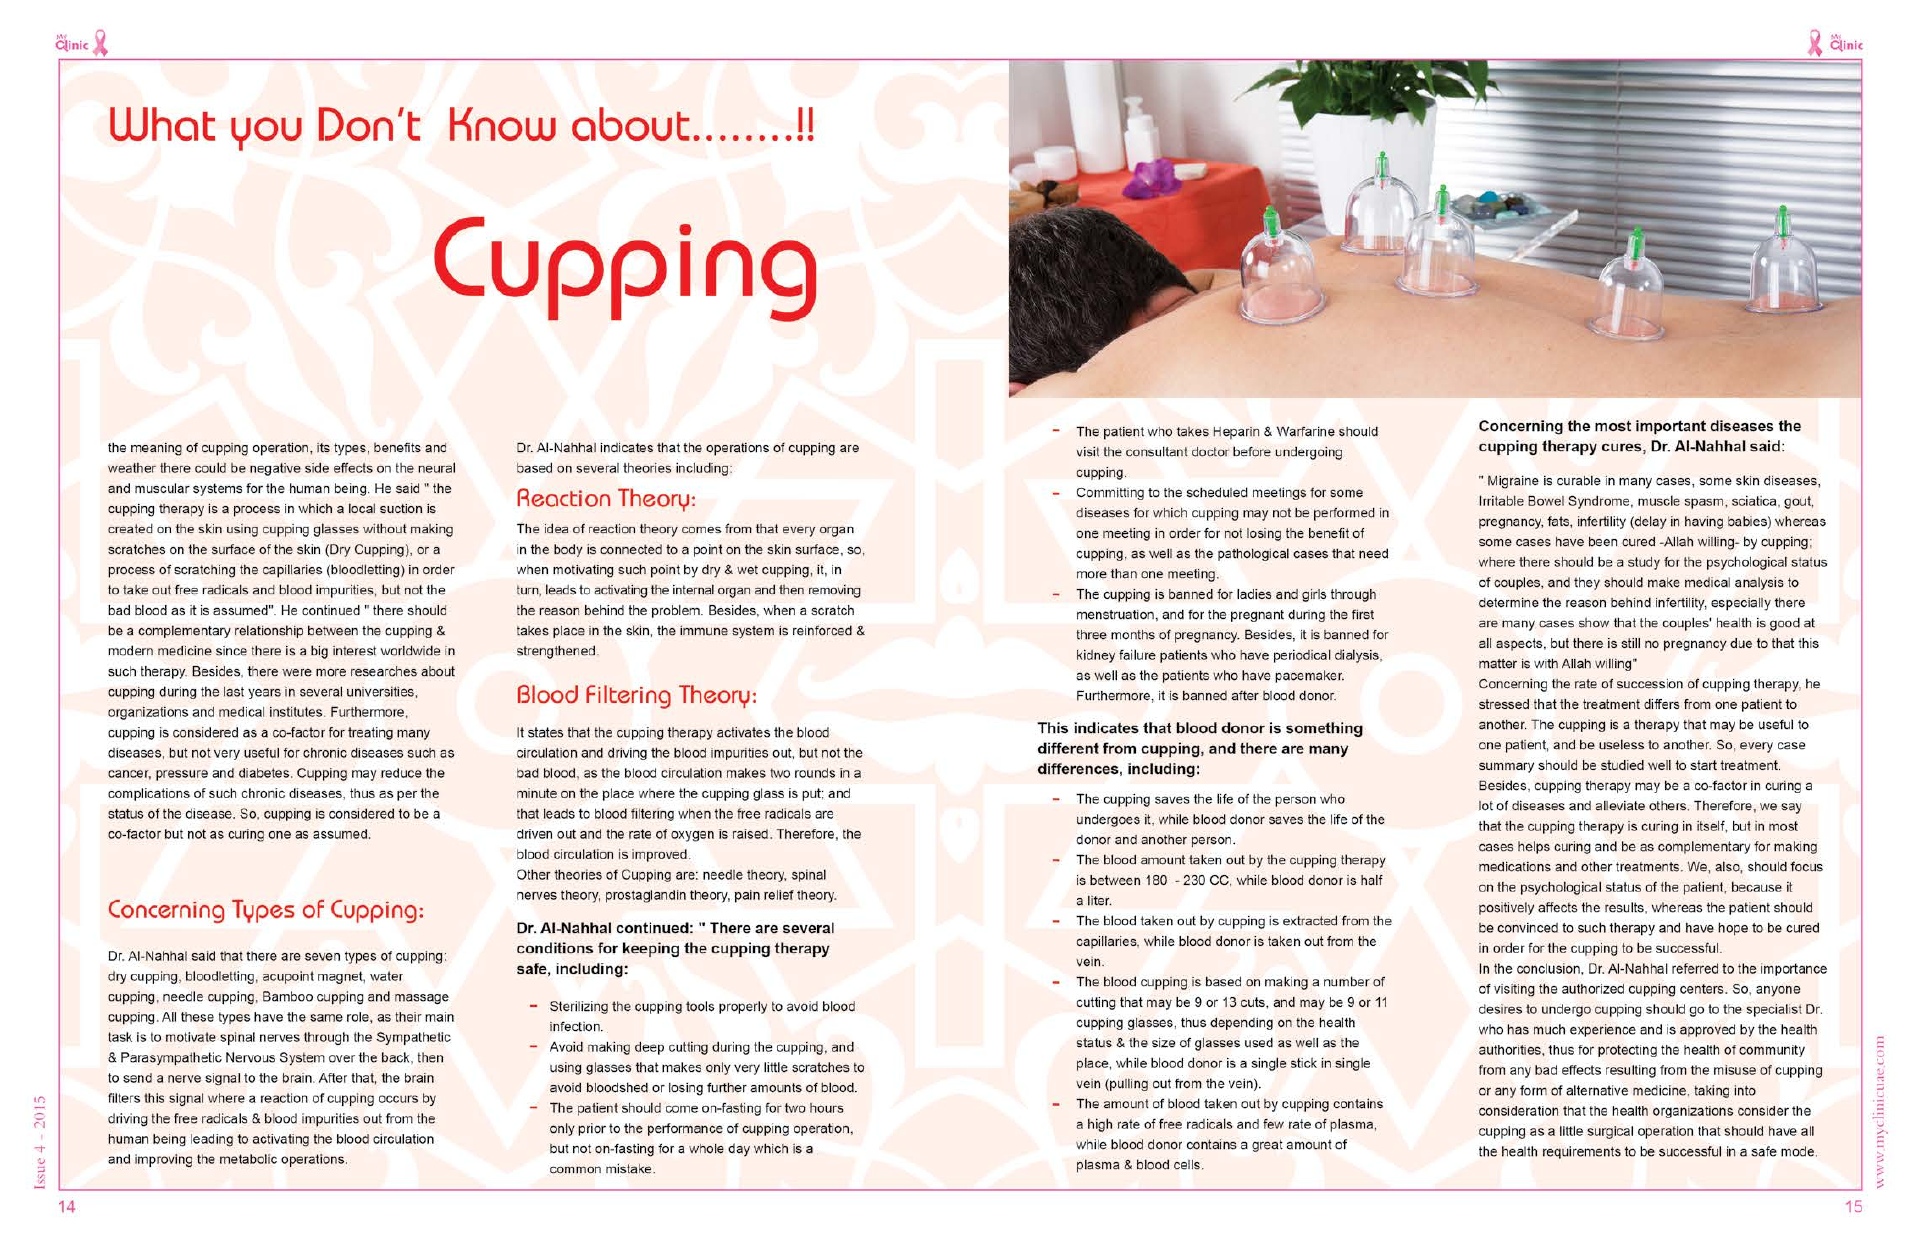 My
Clinic
My
Clinic
What you Don't Know about........!!
Cupping
the meaning of cupping operation, its types, benefits and
weather there could be negative side effects on the neural
and muscular systems for the human being. He said " the
cupping therapy is a process in which a local suction is
created on the skin using cupping glasses without making
scratches on the surface of the skin (Dry Cupping), or a
process of scratching the capillaries (bloodletting) in order
to take out free radicals and blood impurities, but not the
bad blood as it is assumed". He continued " there should
be a complementary relationship between the cupping &
modern medicine since there is a big interest worldwide in
such therapy. Besides, there were more researches about
cupping during the last years in several universities,
organizations and medical institutes. Furthermore,
cupping is considered as a co-factor for treating many
diseases, but not very useful for chronic diseases such as
cancer, pressure and diabetes. Cupping may reduce the
complications of such chronic diseases, thus as per the
status of the disease. So, cupping is considered to be a
co-factor but not as curing one as assumed.
Concerning Types of Cupping:
Dr. Al-Nahhal said that there are seven types of cupping:
dry cupping, bloodletting, acupoint magnet, water
cupping, needle cupping, Bamboo cupping and massage
cupping. All these types have the same role, as their main
task is to motivate spinal nerves through the Sympathetic
& Parasympathetic Nervous System over the back, then
to send a nerve signal to the brain. After that, the brain
filters this signal where a reaction of cupping occurs by
driving the free radicals & blood impurities out from the
human being leading to activating the blood circulation
and improving the metabolic operations.
Dr. Al-Nahhal indicates that the operations of cupping are
based on several theories including:
Reaction Theory:
The idea of reaction theory comes from that every organ
in the body is connected to a point on the skin surface, so,
when motivating such point by dry & wet cupping, it, in
turn, leads to activating the internal organ and then removing
the reason behind the problem. Besides, when a scratch
takes place in the skin, the immune system is reinforced &
strengthened.
Blood Filtering Theory:
It states that the cupping therapy activates the blood
circulation and driving the blood impurities out, but not the
bad blood, as the blood circulation makes two rounds in a
minute on the place where the cupping glass is put; and
that leads to blood filtering when the free radicals are
driven out and the rate of oxygen is raised. Therefore, the
blood circulation is improved.
Other theories of Cupping are: needle theory, spinal
nerves theory, prostaglandin theory, pain relief theory.
Dr. Al-Nahhal continued: " There are several
conditions for keeping the cupping therapy
safe, including:
– Sterilizing the cupping tools properly to avoid blood
infection.
– Avoid making deep cutting during the cupping, and
using glasses that makes only very little scratches to
avoid bloodshed or losing further amounts of blood.
– The patient should come on-fasting for two hours
only prior to the performance of cupping operation,
but not on-fasting for a whole day which is a
common mistake.
– The patient who takes Heparin & Warfarine should
visit the consultant doctor before undergoing
cupping.
– Committing to the scheduled meetings for some
diseases for which cupping may not be performed in
one meeting in order for not losing the benefit of
cupping, as well as the pathological cases that need
more than one meeting.
– The cupping is banned for ladies and girls through
menstruation, and for the pregnant during the first
three months of pregnancy. Besides, it is banned for
kidney failure patients who have periodical dialysis,
as well as the patients who have pacemaker.
Furthermore, it is banned after blood donor.
This indicates that blood donor is something
different from cupping, and there are many
differences, including:
– The cupping saves the life of the person who
undergoes it, while blood donor saves the life of the
donor and another person.
– The blood amount taken out by the cupping therapy
is between 180 - 230 CC, while blood donor is half
a liter.
– The blood taken out by cupping is extracted from the
capillaries, while blood donor is taken out from the
vein.
– The blood cupping is based on making a number of
cutting that may be 9 or 13 cuts, and may be 9 or 11
cupping glasses, thus depending on the health
status & the size of glasses used as well as the
place, while blood donor is a single stick in single
vein (pulling out from the vein).
– The amount of blood taken out by cupping contains
a high rate of free radicals and few rate of plasma,
while blood donor contains a great amount of
plasma & blood cells.
Concerning the most important diseases the
cupping therapy cures, Dr. Al-Nahhal said:
" Migraine is curable in many cases, some skin diseases,
Irritable Bowel Syndrome, muscle spasm, sciatica, gout,
pregnancy, fats, infertility (delay in having babies) whereas
some cases have been cured -Allah willing- by cupping;
where there should be a study for the psychological status
of couples, and they should make medical analysis to
determine the reason behind infertility, especially there
are many cases show that the couples' health is good at
all aspects, but there is still no pregnancy due to that this
matter is with Allah willing"
Concerning the rate of succession of cupping therapy, he
stressed that the treatment differs from one patient to
another. The cupping is a therapy that may be useful to
one patient, and be useless to another. So, every case
summary should be studied well to start treatment.
Besides, cupping therapy may be a co-factor in curing a
lot of diseases and alleviate others. Therefore, we say
that the cupping therapy is curing in itself, but in most
cases helps curing and be as complementary for making
medications and other treatments. We, also, should focus
on the psychological status of the patient, because it
positively affects the results, whereas the patient should
be convinced to such therapy and have hope to be cured
in order for the cupping to be successful.
In the conclusion, Dr. Al-Nahhal referred to the importance
of visiting the authorized cupping centers. So, anyone
desires to undergo cupping should go to the specialist Dr.
who has much experience and is approved by the health
authorities, thus for protecting the health of community
from any bad effects resulting from the misuse of cupping
or any form of alternative medicine, taking into
consideration that the health organizations consider the
cupping as a little surgical operation that should have all
the health requirements to be successful in a safe mode.
Issue 4 - 2015
14
www.myclinicuae.com
15